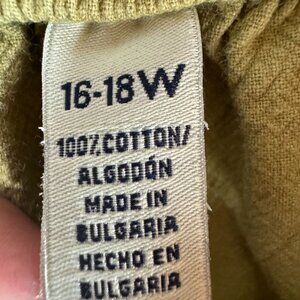 16-18W
100% COTTON/
ALGODÓN
MADE IN
BULGARIA
HECHO EN
BULGARIA